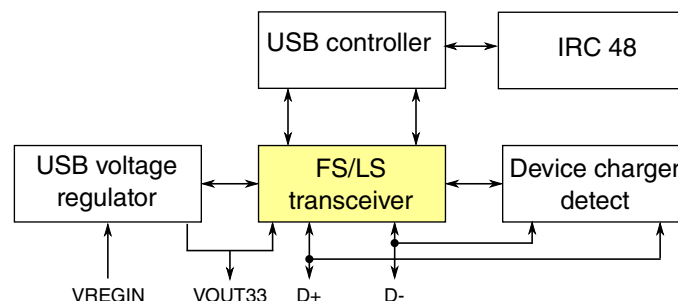 USB controller
IRC 48
USB voltage
regulator
FS/LS
transceiver
Device charger
detect
VREGIN
VOUT33
D+
D-